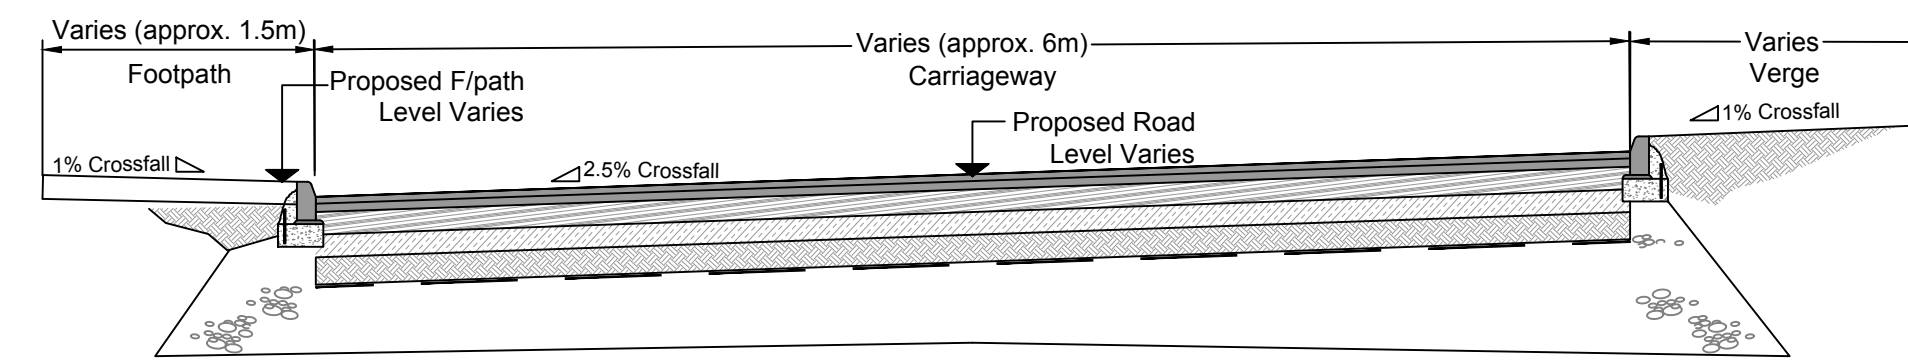 Varies (approx. 1.5m)
Footpath
Varies (approx. 6m)
Carriageway
Varies
Verge
Proposed F/path
Level Varies
Proposed Road
Level Varies
1% Crossfall
1% Crossfall
2.5% Crossfall